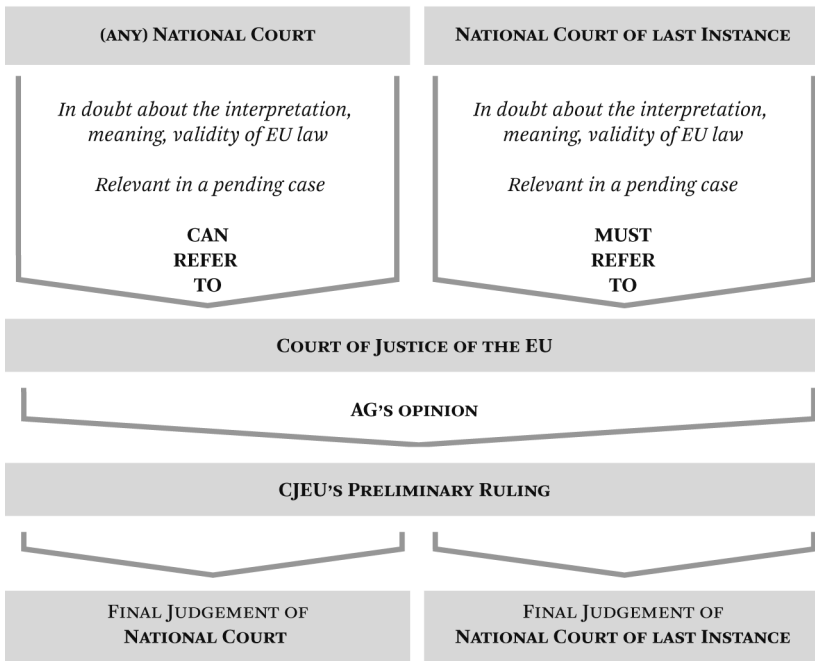 (ANY) NATIONAL COURT
NATIONAL COURT OF LAST INSTANCE
In doubt about the interpretation,
meaning, validity of EU law
Relevant in a pending case
CAN
REFER
TO
In doubt about the interpretation,
meaning, validity of EU law
Relevant in a pending case
MUST
REFER
TO
COURT OF JUSTICE OF THE EU
AG'S OPINION
CJEU'S PRELIMINARY RULING
FINAL JUDGEMENT OF
NATIONAL COURT
FINAL JUDGEMENT OF
NATIONAL COURT OF LAST INSTANCE